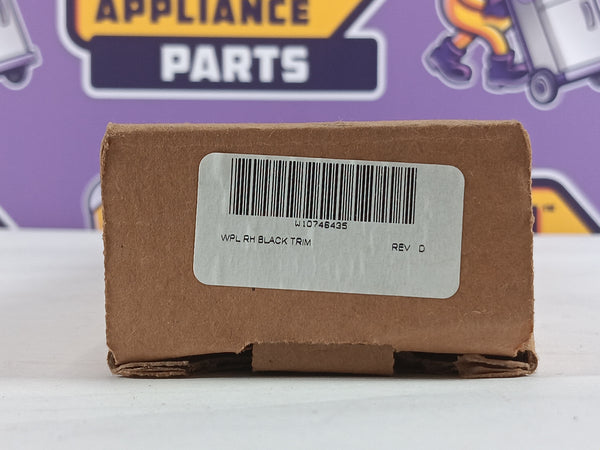 APPLIANCE
PARTS
W10746435
WPL RH BLACK TRIM REV D